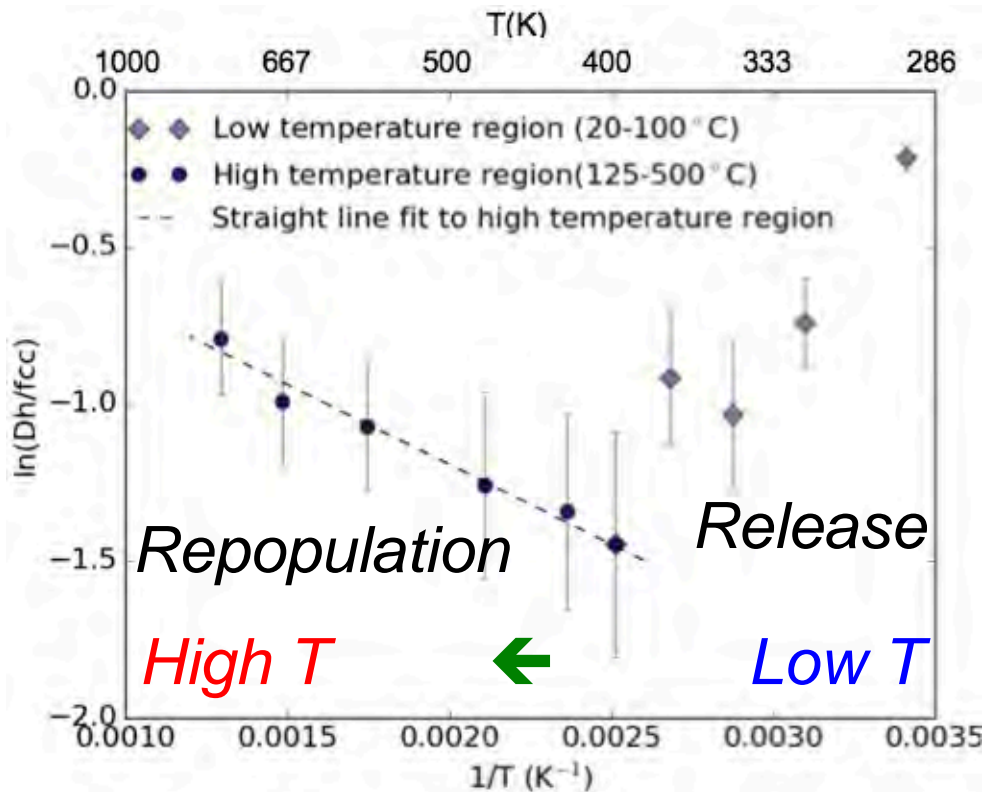 T(K)
1000 667 500 400 333 286
0.0
Low temperature region (20-100°C)
High temperature region(125-500°C)
Straight line fit to high temperature region
−0.5
ln(Dh/fcc)
−1.0
Repopulation Release
−1.5
High T Low T
−2.0
0.0010 0.0015 0.0020 0.0025 0.0030 0.0035
1/T (K⁻¹)